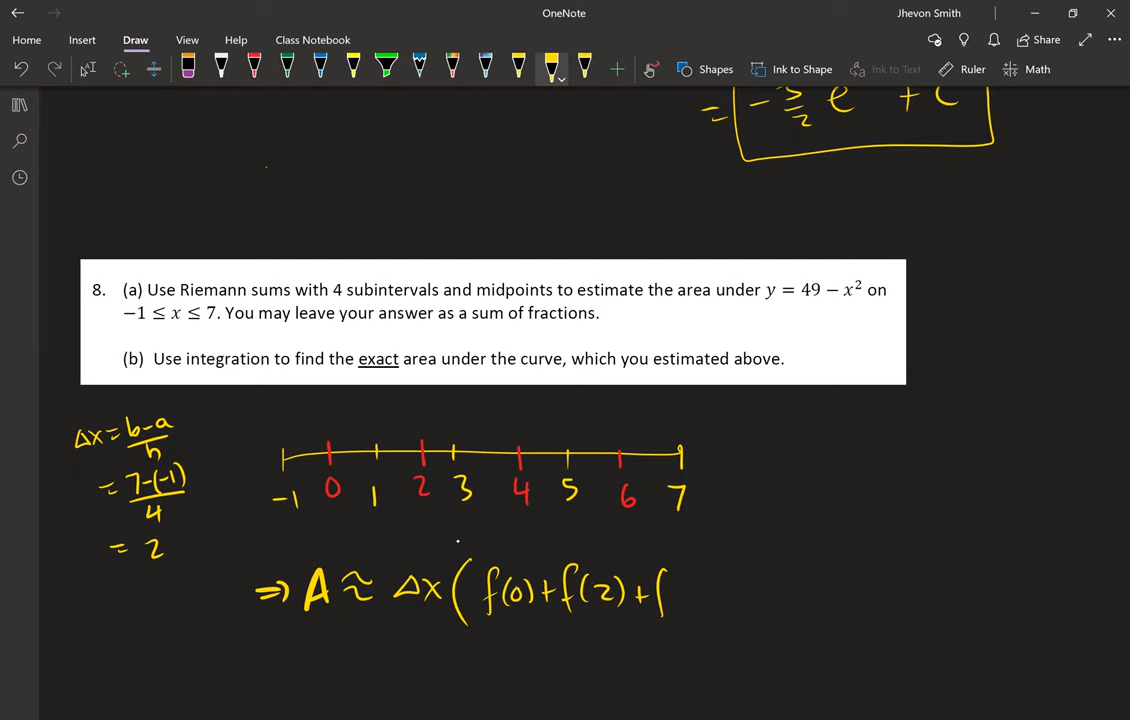 OneNote
Jhevon Smith
Home Insert Draw View Help Class Notebook
Share
Shapes Ink to Shape Ink to Text Ruler Math
= - 5/2 e + C
8. (a) Use Riemann sums with 4 subintervals and midpoints to estimate the area under y = 49 − x² on
−1 ≤ x ≤ 7. You may leave your answer as a sum of fractions.
(b) Use integration to find the exact area under the curve, which you estimated above.
Δx = b-a/n
= 7-(-1)/4
= 2
-1 0 1 2 3 4 5 6 7
⇒ A ≈ Δx ( f(0) + f(2) + f